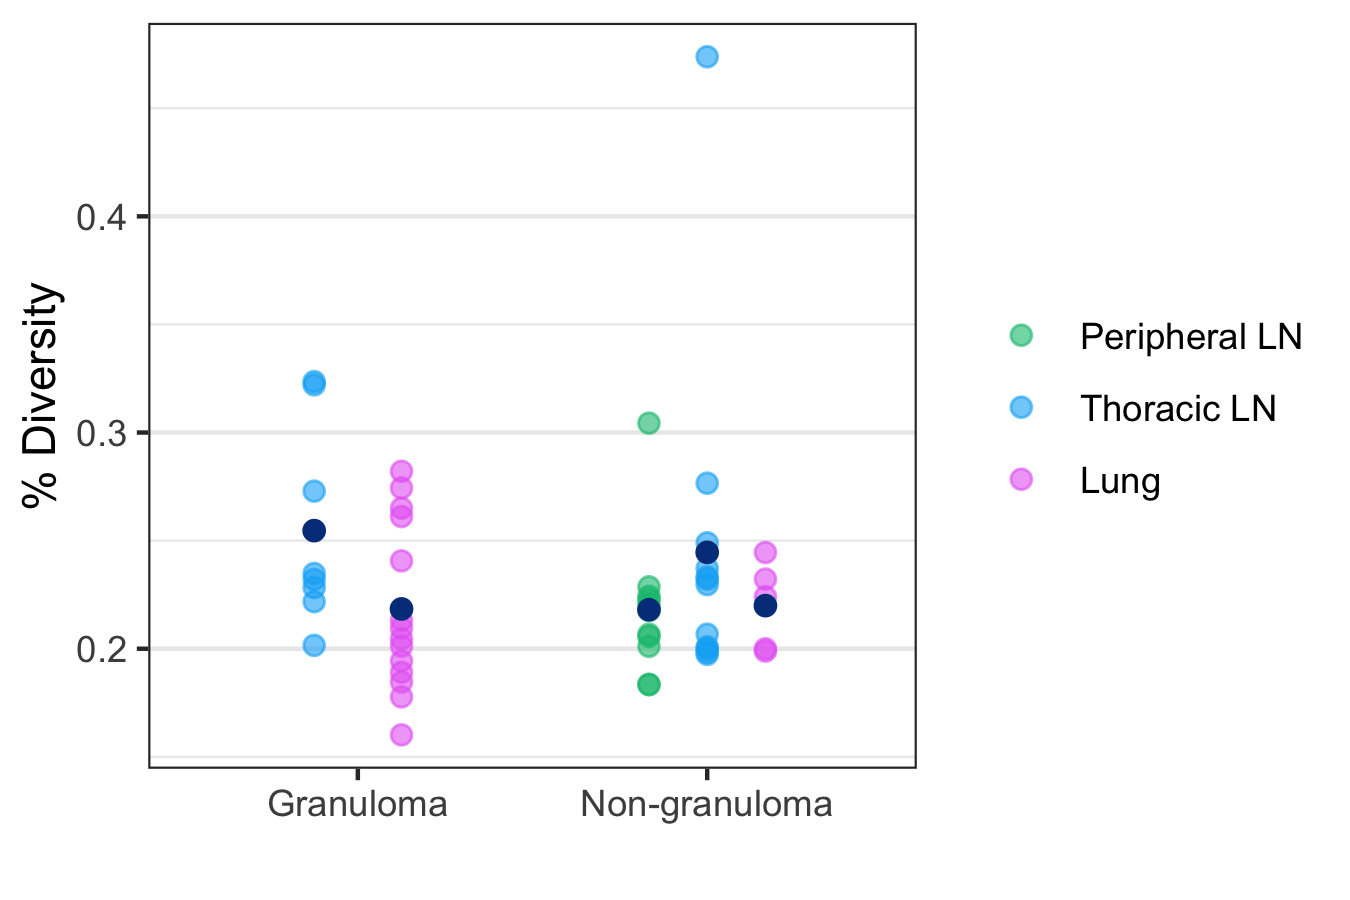 % Diversity
0.4
0.3
0.2
Granuloma
Non-granuloma
Peripheral LN
Thoracic LN
Lung